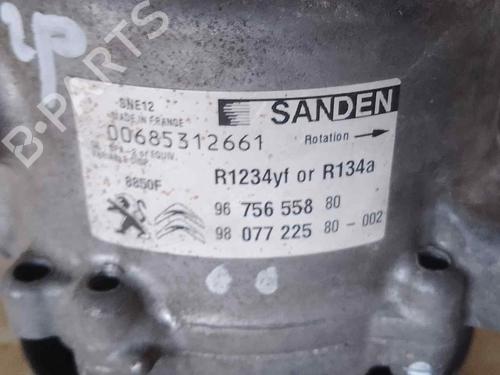 2P
B-PARTS
SNE12
MADE IN FRANCE
SANDEN
00685312661
Rotation
8850F
R1234yf or R134a
96 756 558 80
98 077 225 80 - 002